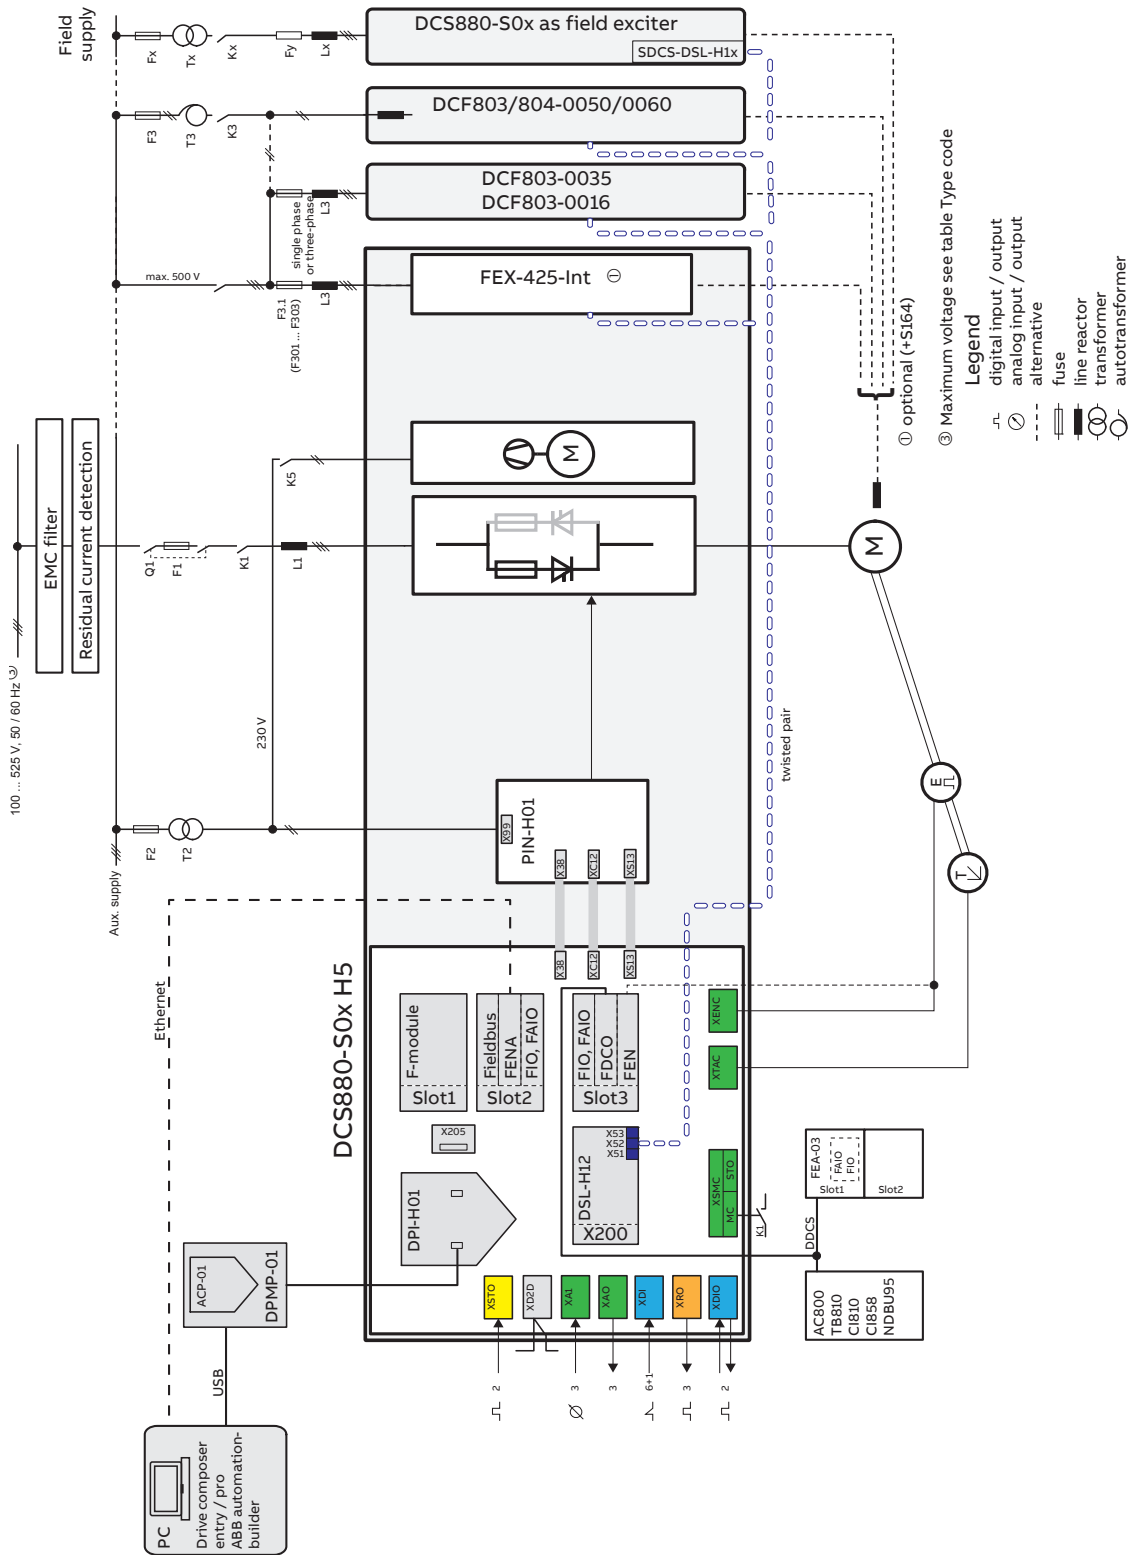 Field
supply
Fx
Tx
Kx
Fy
Lx
DCS880-S0x as field exciter
SDCS-DSL-H1x
F3
T3
K3
DCF803/804-0050/0060
L3
single phase
or three-phase
DCF803-0035
DCF803-0016
max. 500 V
F3.1
(F301 ... F303)
L3
FEX-425-Int ①
① optional (+S164)
③ Maximum voltage see table Type code
Legend
digital input / output
analog input / output
alternative
fuse
line reactor
transformer
autotransformer
100 ... 525 V, 50 / 60 Hz ③
EMC filter
Residual current detection
K5
M
Q1
F1
K1
L1
M
230 V
twisted pair
Aux. supply
F2
T2
X99
PIN-H01
X38
XC12
XS13
E
T
Ethernet
DCS880-S0x H5
X38
XC12
XS13
F-module
Slot1
Fieldbus
FENA
FIO, FAIO
Slot2
FIO, FAIO
FDCO
FEN
Slot3
XENC
XTAC
X205
DPI-H01
DSL-H12
X200
X53
X52
X51
XSMC
MC
STO
K1
DDCS
FEA-03
FAIO
FIO
Slot1
Slot2
ACP-01
DPMP-01
USB
XSTO
XD2D
XA1
XAO
XDI
XRO
XDIO
2
3
3
6+1
3
2
AC800
TB810
CI810
CI858
NDBU95
PC
Drive composer
entry / pro
ABB automation-
builder